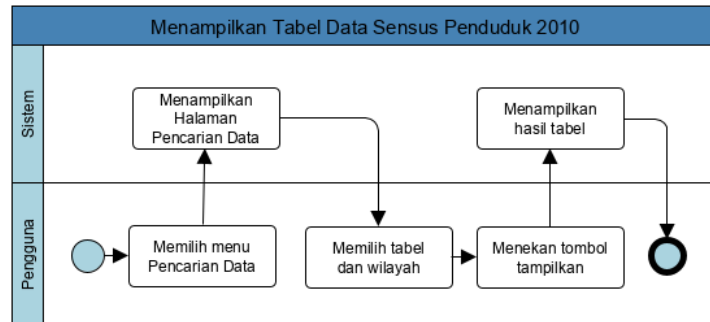 Menampilkan Tabel Data Sensus Penduduk 2010
Sistem
Menampilkan
Halaman
Pencarian Data
Menampilkan
hasil tabel
Pengguna
Memilih menu
Pencarian Data
Memilih tabel
dan wilayah
Menekan tombol
tampilkan